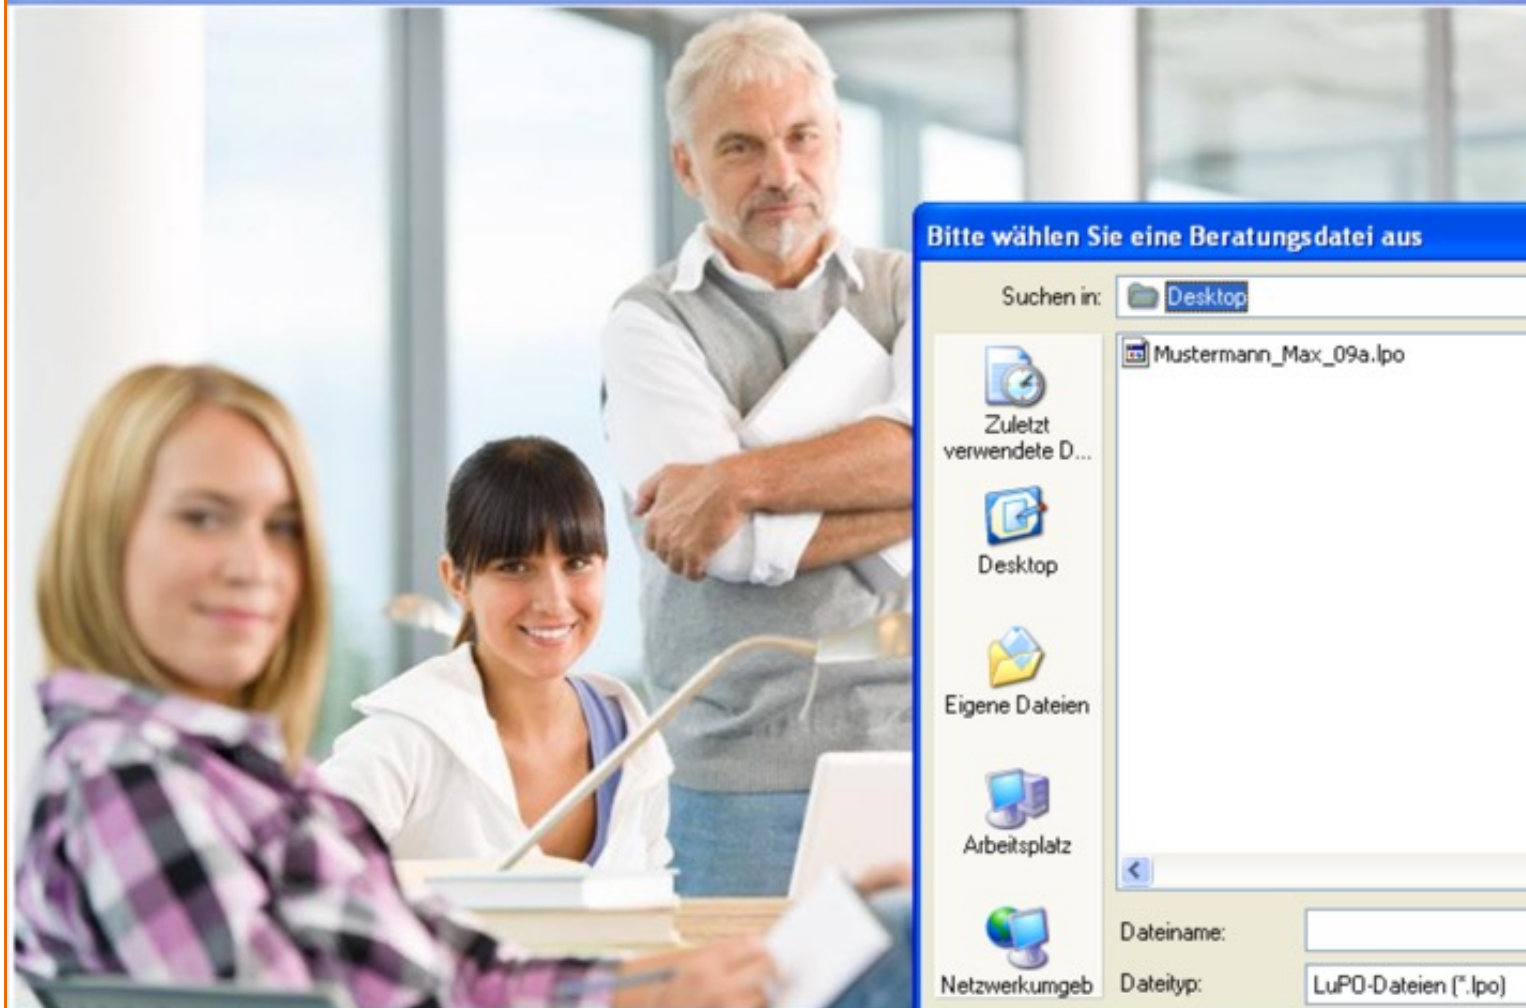 Bitte wählen Sie eine Beratungsdatei aus
Suchen in:
Desktop
Mustermann_Max_09a.lpo
Zuletzt
verwendete D...
Desktop
Eigene Dateien
Arbeitsplatz
Netzwerkumgeb
Dateiname:
Dateityp:
LuPO-Dateien (*.lpo)